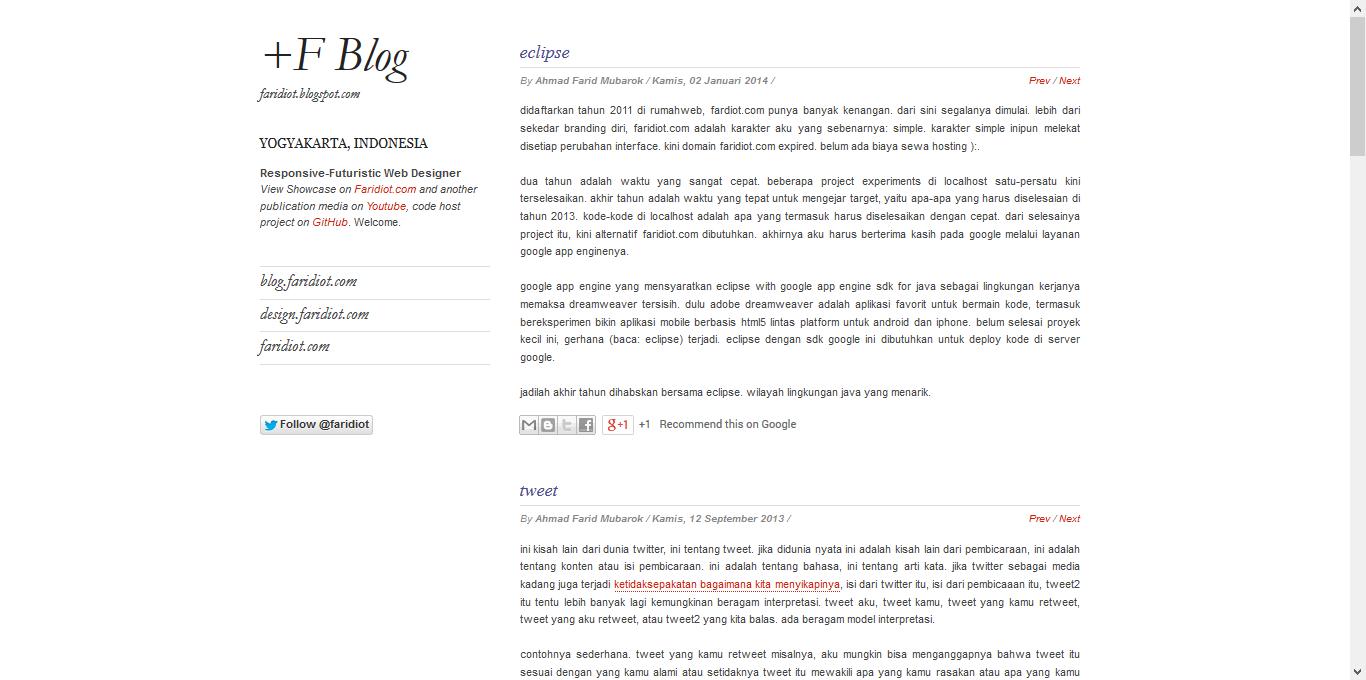 +F Blog
faridiot.blogspot.com
YOGYAKARTA, INDONESIA
Responsive-Futuristic Web Designer
View Showcase on Faridiot.com and another
publication media on Youtube, code host
project on GitHub. Welcome.
blog.faridiot.com
design.faridiot.com
faridiot.com
Follow @faridiot
eclipse
By Ahmad Farid Mubarok / Kamis, 02 Januari 2014 /
Prev / Next
didaftarkan tahun 2011 di rumahweb, fardiot.com punya banyak kenangan. dari sini segalanya dimulai. lebih dari
sekedar branding diri, faridiot.com adalah karakter aku yang sebenarnya: simple. karakter simple inipun melekat
disetiap perubahan interface. kini domain faridiot.com expired. belum ada biaya sewa hosting ):.
dua tahun adalah waktu yang sangat cepat. beberapa project experiments di localhost satu-persatu kini
terselesaikan. akhir tahun adalah waktu yang tepat untuk mengejar target, yaitu apa-apa yang harus diselesaian di
tahun 2013. kode-kode di localhost adalah apa yang termasuk harus diselesaikan dengan cepat. dari selesainya
project itu, kini alternatif faridiot.com dibutuhkan. akhirnya aku harus berterima kasih pada google melalui layanan
google app enginenya.
google app engine yang mensyaratkan eclipse with google app engine sdk for java sebagai lingkungan kerjanya
memaksa dreamweaver tersisih. dulu adobe dreamweaver adalah aplikasi favorit untuk bermain kode, termasuk
bereksperimen bikin aplikasi mobile berbasis html5 lintas platform untuk android dan iphone. belum selesai proyek
kecil ini, gerhana (baca: eclipse) terjadi. eclipse dengan sdk google ini dibutuhkan untuk deploy kode di server
google.
jadilah akhir tahun dihabskan bersama eclipse. wilayah lingkungan java yang menarik.
g+1 +1 Recommend this on Google
tweet
By Ahmad Farid Mubarok / Kamis, 12 September 2013 /
Prev / Next
ini kisah lain dari dunia twitter, ini tentang tweet. jika didunia nyata ini adalah kisah lain dari pembicaraan, ini adalah
tentang konten atau isi pembicaraan. ini adalah tentang bahasa, ini tentang arti kata. jika twitter sebagai media
kadang juga terjadi ketidaksepakatan bagaimana kita menyikapinya, isi dari twitter itu, isi dari pembicaaan itu, tweet2
itu tentu lebih banyak lagi kemungkinan beragam interpretasi. tweet aku, tweet kamu, tweet yang kamu retweet,
tweet yang aku retweet, atau tweet2 yang kita balas. ada beragam model interpretasi.
contohnya sederhana. tweet yang kamu retweet misalnya, aku mungkin bisa menganggapnya bahwa tweet itu
sesuai dengan yang kamu alami atau setidaknya tweet itu mewakili apa yang kamu rasakan atau apa yang kamu